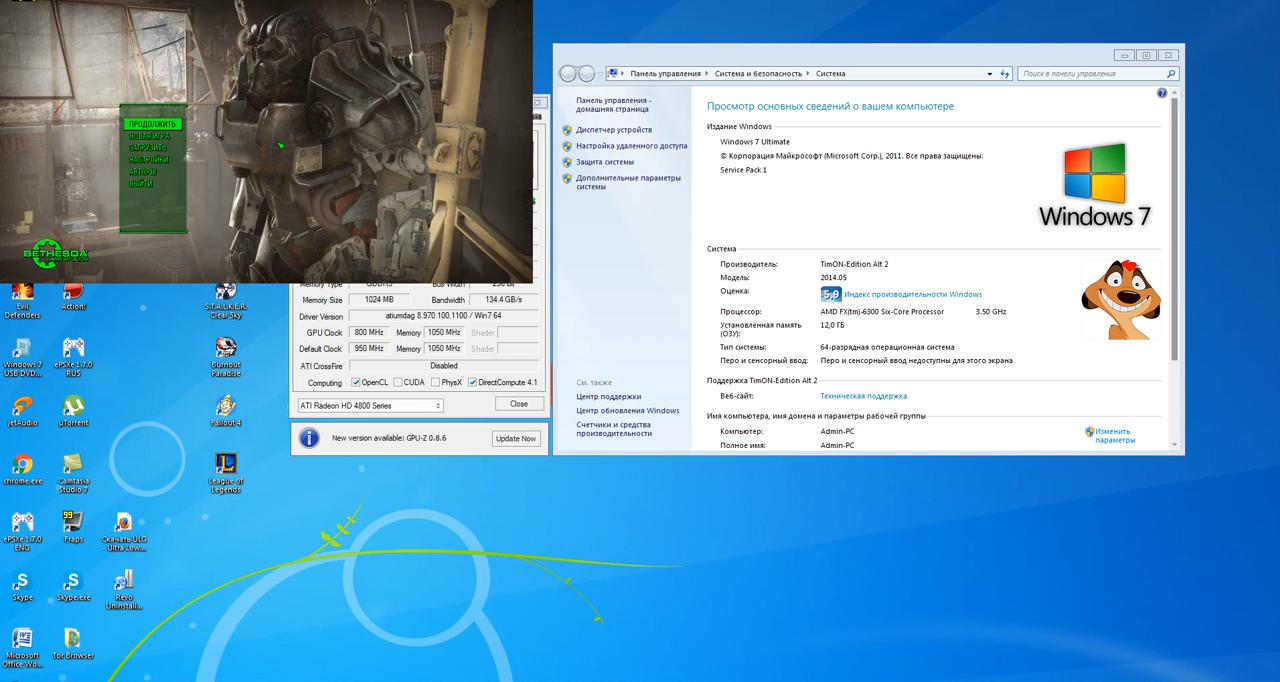 ПРОДОЛЖИТЬ
НОВАЯ ИГРА
ЗАГРУЗИТЬ
НАСТРОЙКИ
АВТОРЫ
ВЫЙТИ
BETHESDA
GAME STUDIOS
Memory Type GDDR5 Bus Width 256 Bit
Memory Size 1024 MB Bandwidth 134.4 GB/s
Driver Version atiumdag 8.970.100.1100 / Win7 64
GPU Clock 800 MHz Memory 1050 MHz Shader
Default Clock 950 MHz Memory 1050 MHz Shader
ATI CrossFire Disabled
Computing OpenCL CUDA PhysX DirectCompute 4.1
ATI Radeon HD 4800 Series Close
New version available: GPU-Z 0.8.6 Update Now
Панель управления Система и безопасность Система
Поиск в панели управления
Панель управления -
домашняя страница
Диспетчер устройств
Настройка удаленного доступа
Защита системы
Дополнительные параметры
системы
См. также
Центр поддержки
Центр обновления Windows
Счетчики и средства
производительности
Просмотр основных сведений о вашем компьютере
Издание Windows
Windows 7 Ultimate
© Корпорация Майкрософт (Microsoft Corp.), 2011. Все права защищены.
Service Pack 1
Windows 7
Система
Производитель: TimON-Edition Alt 2
Модель: 2014.05
Оценка: 5,9 Индекс производительности Windows
Процессор: AMD FX(tm)-6300 Six-Core Processor 3.50 GHz
Установленная память
(ОЗУ): 12,0 ГБ
Тип системы: 64-разрядная операционная система
Перо и сенсорный ввод: Перо и сенсорный ввод недоступны для этого экрана
Поддержка TimON-Edition Alt 2
Веб-сайт: Техническая поддержка
Имя компьютера, имя домена и параметры рабочей группы
Компьютер: Admin-PC
Полное имя: Admin-PC
Изменить
параметры
Evil
Defenders
Action!
S.T.A.L.K.E.R.
Clear Sky
Windows 7
USB DVD...
ePSXe 1.7.0
RUS
Burnout
Paradise
jetAudio
µTorrent
Fallout 4
chrome.exe
Camtasia
Studio 7
League of
Legends
ePSXe 1.7.0
ENG
99
Fraps
Скачать ULG
- Ultra Low...
Skype
Skype.exe
Revo
Uninstall...
Microsoft
Office Wo...
Tor Browser